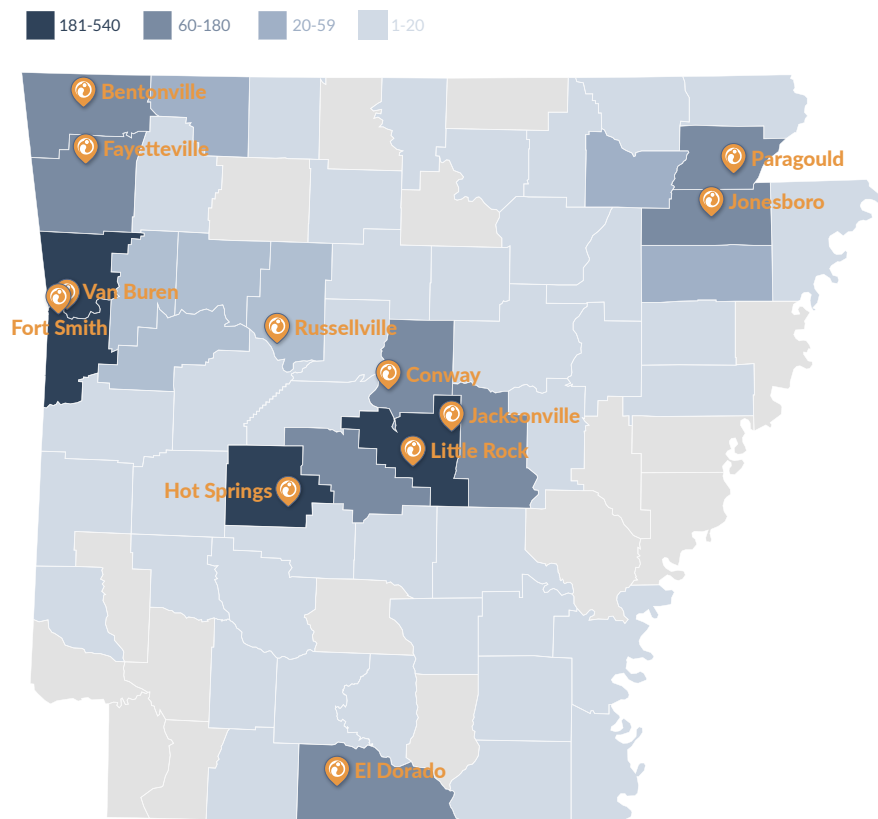 181-540 60-180 20-59 1-20
Bentonville
Fayetteville
Paragould
Jonesboro
Van Buren
Fort Smith
Russellville
Conway
Jacksonville
Little Rock
Hot Springs
El Dorado